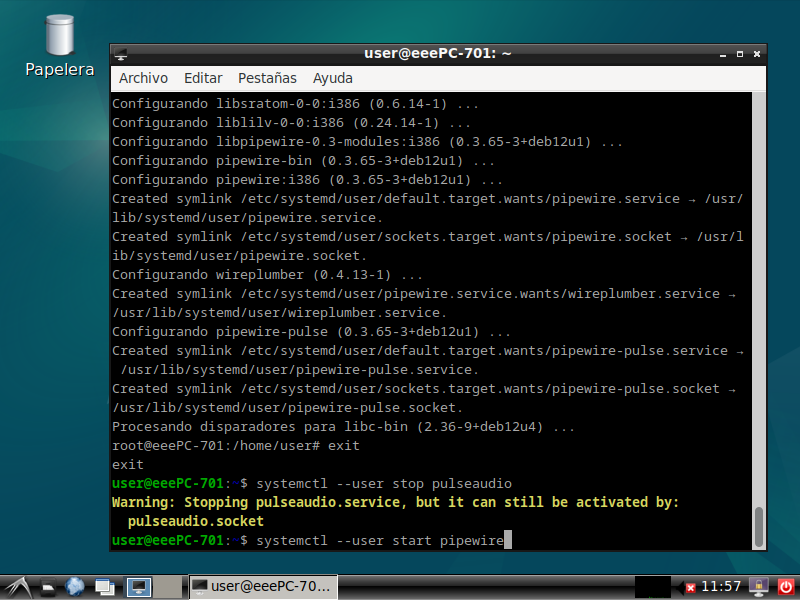 Papelera
user@eeePC-701: ~
Archivo Editar Pestañas Ayuda
Configurando libsratom-0-0:i386 (0.6.14-1) ...
Configurando liblilv-0-0:i386 (0.24.14-1) ...
Configurando libpipewire-0.3-modules:i386 (0.3.65-3+deb12u1) ...
Configurando pipewire-bin (0.3.65-3+deb12u1) ...
Configurando pipewire:i386 (0.3.65-3+deb12u1) ...
Created symlink /etc/systemd/user/default.target.wants/pipewire.service → /usr/
lib/systemd/user/pipewire.service.
Created symlink /etc/systemd/user/sockets.target.wants/pipewire.socket → /usr/l
ib/systemd/user/pipewire.socket.
Configurando wireplumber (0.4.13-1) ...
Created symlink /etc/systemd/user/pipewire.service.wants/wireplumber.service →
/usr/lib/systemd/user/wireplumber.service.
Configurando pipewire-pulse (0.3.65-3+deb12u1) ...
Created symlink /etc/systemd/user/default.target.wants/pipewire-pulse.service →
/usr/lib/systemd/user/pipewire-pulse.service.
Created symlink /etc/systemd/user/sockets.target.wants/pipewire-pulse.socket →
/usr/lib/systemd/user/pipewire-pulse.socket.
Procesando disparadores para libc-bin (2.36-9+deb12u4) ...
root@eeePC-701:/home/user# exit
exit
user@eeePC-701:~$ systemctl --user stop pulseaudio
Warning: Stopping pulseaudio.service, but it can still be activated by:
pulseaudio.socket
user@eeePC-701:~$ systemctl --user start pipewire
user@eeePC-70... 11:57